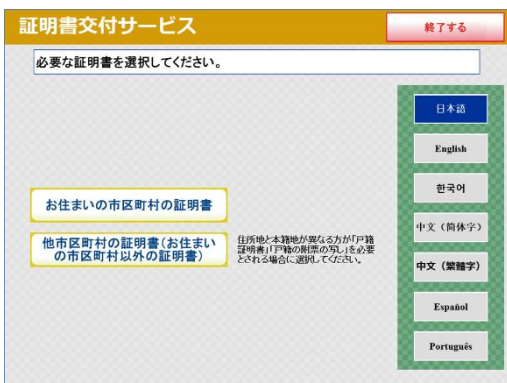 証明書交付サービス
終了する
必要な証明書を選択してください。
日本語
English
한국어
中文（简体字）
中文（繁體字）
Español
Português
お住まいの市区町村の証明書
他市区町村の証明書(お住まい
の市区町村以外の証明書)
住所地と本籍地が異なる方が「戸籍
証明書」「戸籍の附票の写し」を必要
とされる場合に選択してください。